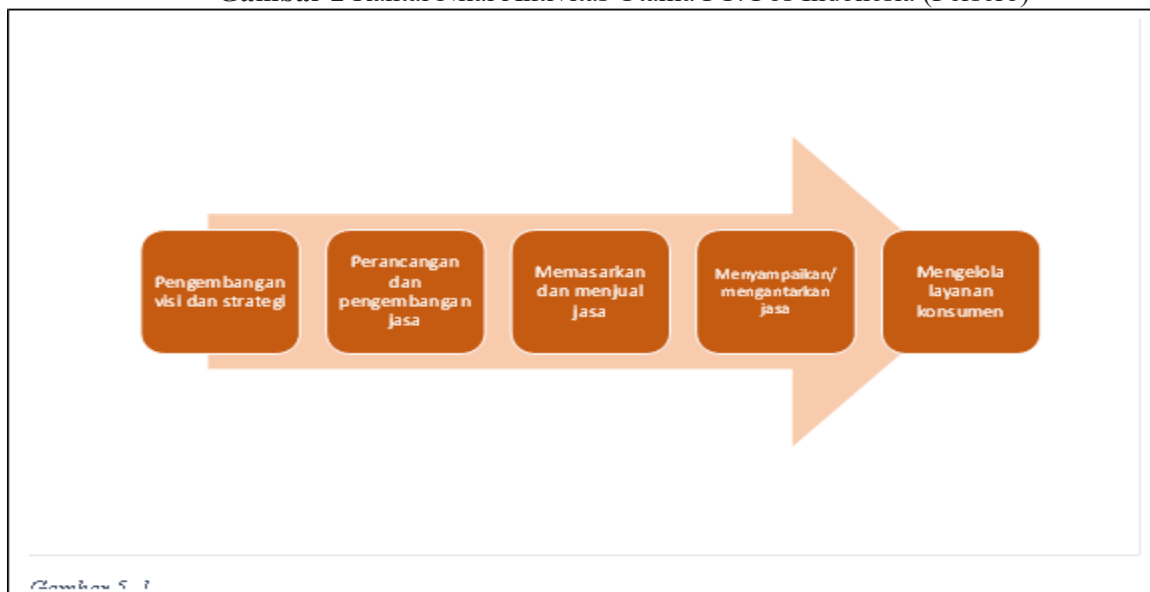 Pengembangan
visi dan strategi
Perancangan
dan
pengembangan
jasa
Memasarkan
dan menjual
jasa
Menyampaikan/
mengantarkan
jasa
Mengelola
layanan
konsumen